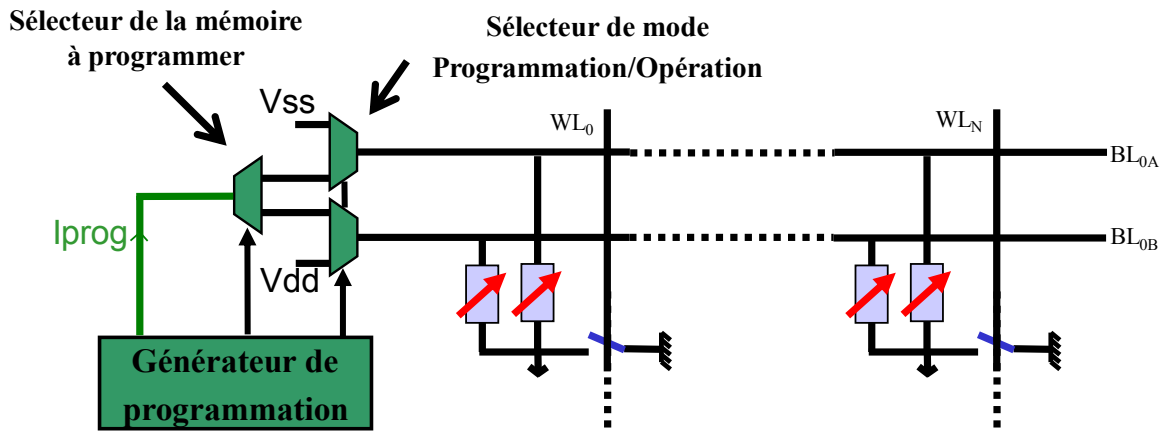 Sélecteur de la mémoire
à programmer
Sélecteur de mode
Programmation/Opération
Vss
WL0
WLN
BL0A
Iprog
BL0B
Vdd
Générateur de
programmation